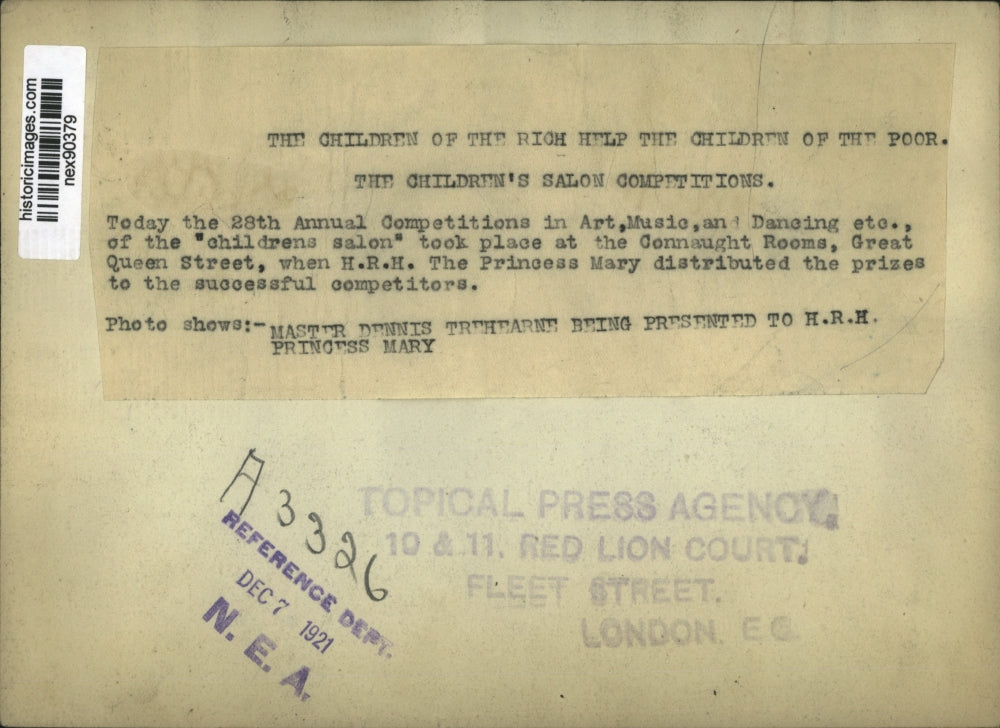 historicimages.com
nex90379
THE CHILDREN OF THE RICH HELP THE CHILDREN OF THE POOR.
THE CHILDREN'S SALON COMPETITIONS.
Today the 28th Annual Competitions in Art,Music,and Dancing etc.,
of the "childrens salon" took place at the Connaught Rooms, Great
Queen Street, when H.R.H. The Princess Mary distributed the prizes
to the successful competitors.
Photo shows:- MASTER DENNIS TREHEARNE BEING PRESENTED TO H.R.H.
PRINCESS MARY
A 3326
REFERENCE DEPT.
DEC 7 1921
N. E. A.
TOPICAL PRESS AGENCY.
10 & 11. RED LION COURT.
FLEET STREET.
LONDON. E C